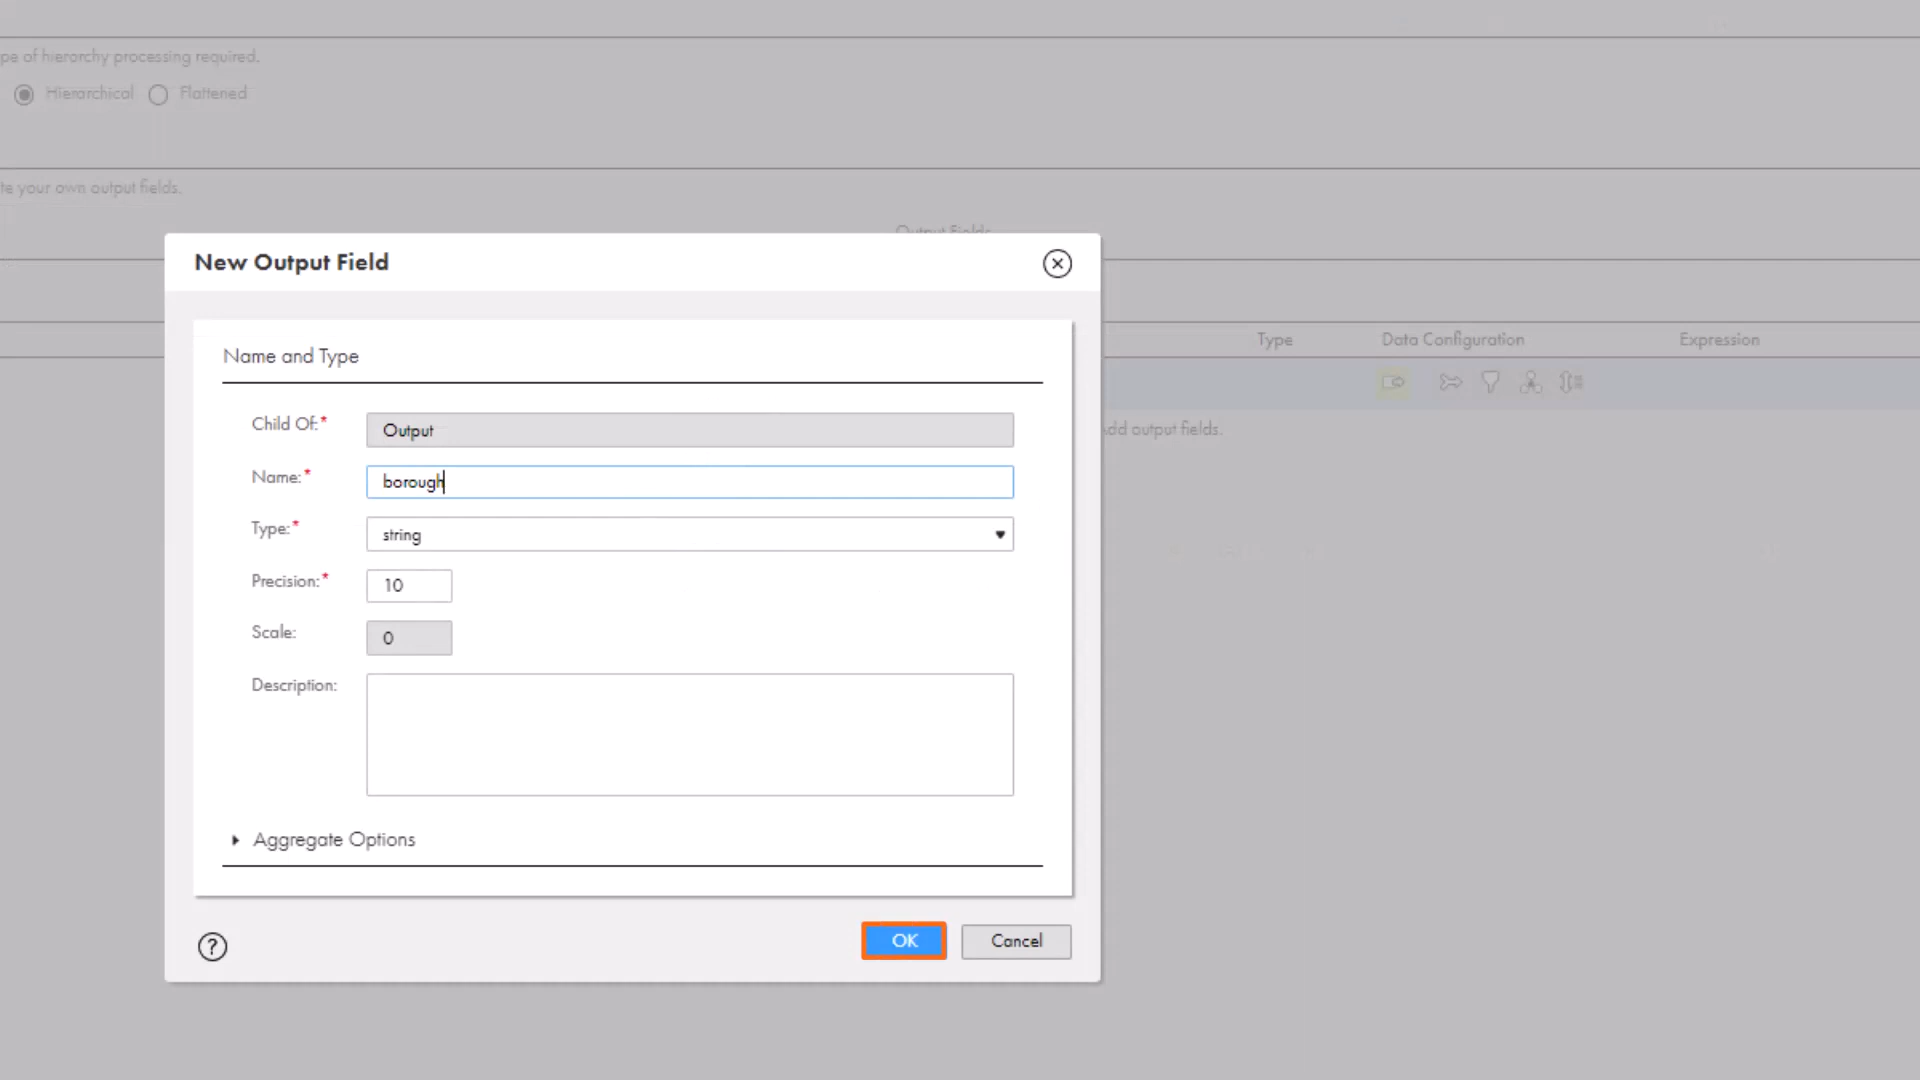 pe of hierarchy processing required.
Hierarchical Flattened
te your own output fields.
Output Fields
New Output Field
Name and Type
Type Data Configuration Expression
Child Of:* Output
dd output fields.
Name:* borough
Type:* string
Precision:* 10
Scale: 0
Description:
Aggregate Options
? OK Cancel